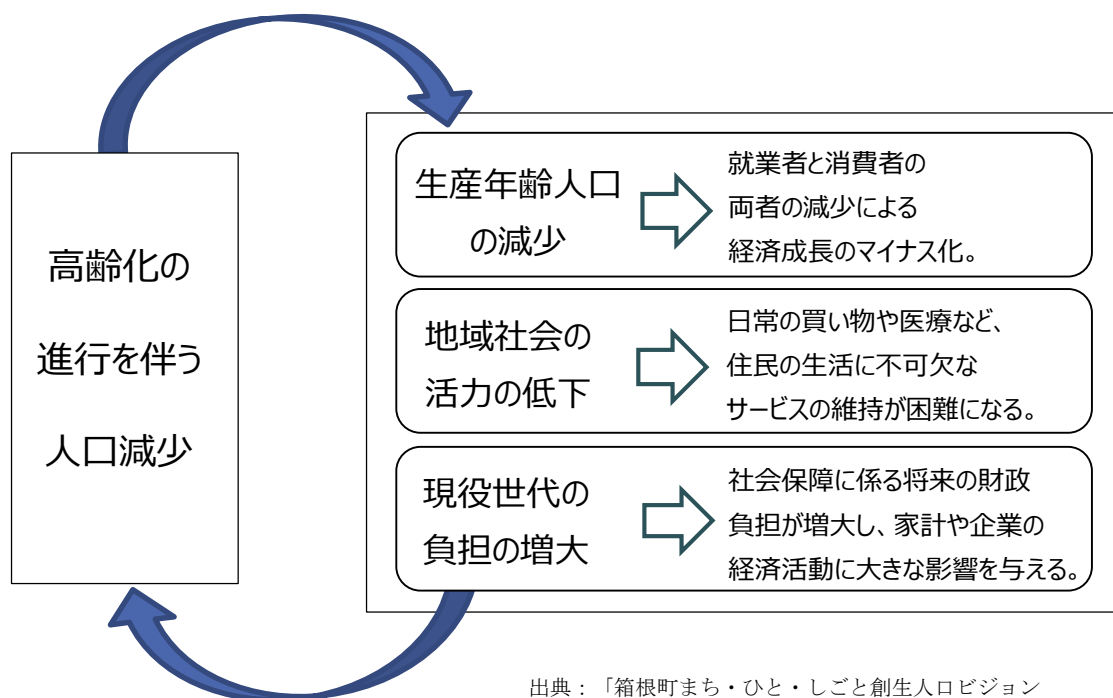 高齢化の
進行を伴う
人口減少
生産年齢人口
の減少
就業者と消費者の
両者の減少による
経済成長のマイナス化。
地域社会の
活力の低下
日常の買い物や医療など、
住民の生活に不可欠な
サービスの維持が困難になる。
現役世代の
負担の増大
社会保障に係る将来の財政
負担が増大し、家計や企業の
経済活動に大きな影響を与える。
出典：「箱根町まち・ひと・しごと創生人口ビジョン